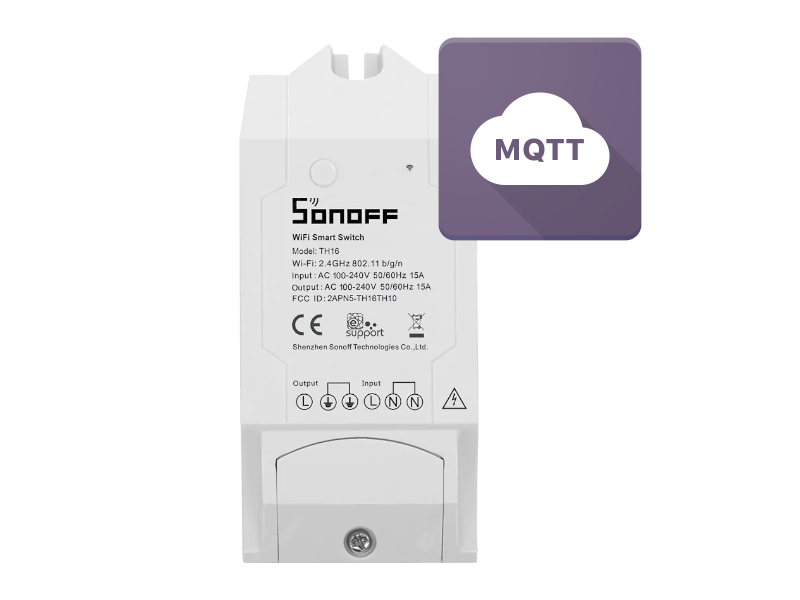 MQTT
SONOFF
WiFi Smart Switch
Model: TH16
Wi-Fi: 2.4GHz 802.11 b/g/n
Input : AC 100-240V 50/60Hz 15A
Output : AC 100-240V 50/60Hz 15A
FCC ID : 2APN5-TH16TH10
CE e support
Shenzhen Sonoff Technologies Co.,Ltd.
Output Input
L L N N